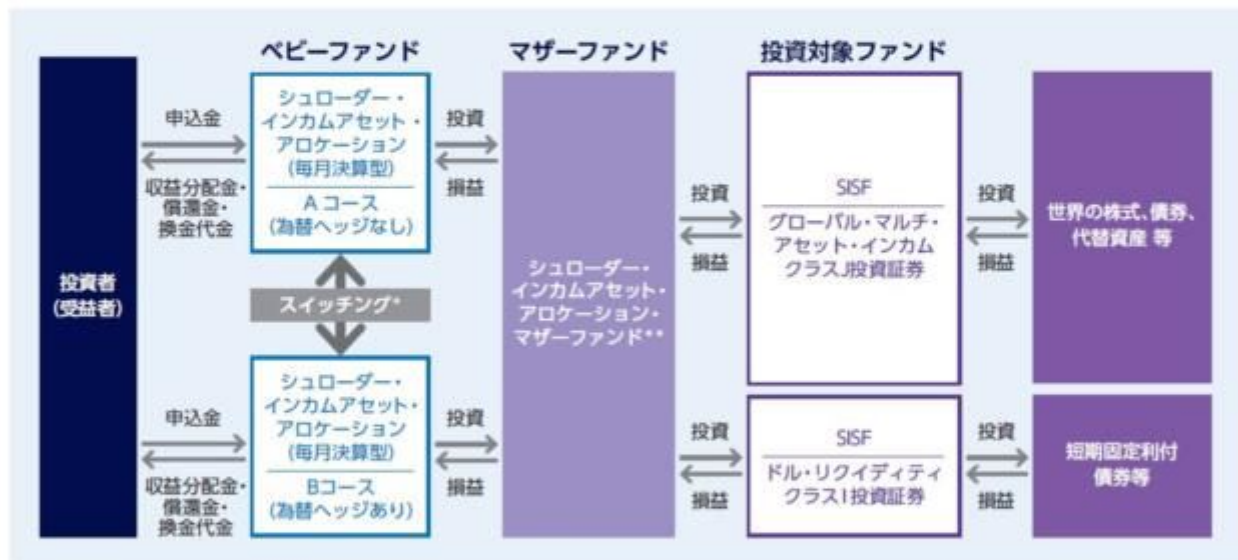 ベビーファンド
マザーファンド
投資対象ファンド
投資者
(受益者)
申込金
収益分配金・
償還金・
換金代金
シュローダー・
インカムアセット・
アロケーション
(毎月決算型)
Aコース
(為替ヘッジなし)
投資
損益
スイッチング*
申込金
収益分配金・
償還金・
換金代金
シュローダー・
インカムアセット・
アロケーション
(毎月決算型)
Bコース
(為替ヘッジあり)
投資
損益
シュローダー・
インカムアセット・
アロケーション・
マザーファンド**
投資
損益
SISF
グローバル・マルチ・
アセット・インカム
クラスJ投資証券
投資
損益
世界の株式、債券、
代替資産 等
投資
損益
SISF
ドル・リクイディティ
クラスI投資証券
投資
損益
短期固定利付
債券等